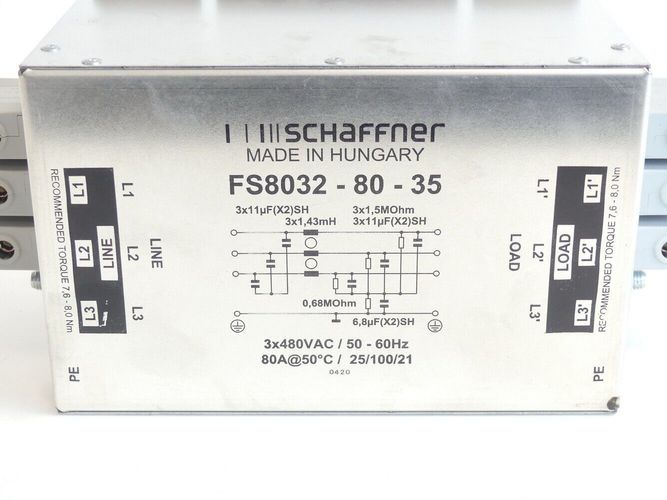 SCHAFFNER
MADE IN HUNGARY
FS8032 - 80 - 35
3x11µF(X2)SH 3x1,5MOhm
3x1,43mH 3x11µF(X2)SH
0,68MOhm
6,8µF(X2)SH
3x480VAC / 50 - 60Hz
80A@50°C / 25/100/21
0420
RECOMMENDED TORQUE 7,6 - 8,0 Nm
L1
L2
L3
LINE
L1
L2
L3
LINE
PE
LOAD
L1'
L2'
L3'
LOAD
L1'
L2'
L3'
RECOMMENDED TORQUE 7,6 - 8,0 Nm
PE